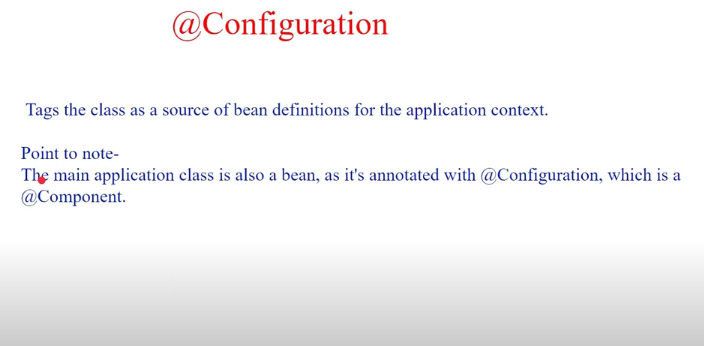 @Configuration
Tags the class as a source of bean definitions for the application context.
Point to note-
The main application class is also a bean, as it's annotated with @Configuration, which is a
@Component.